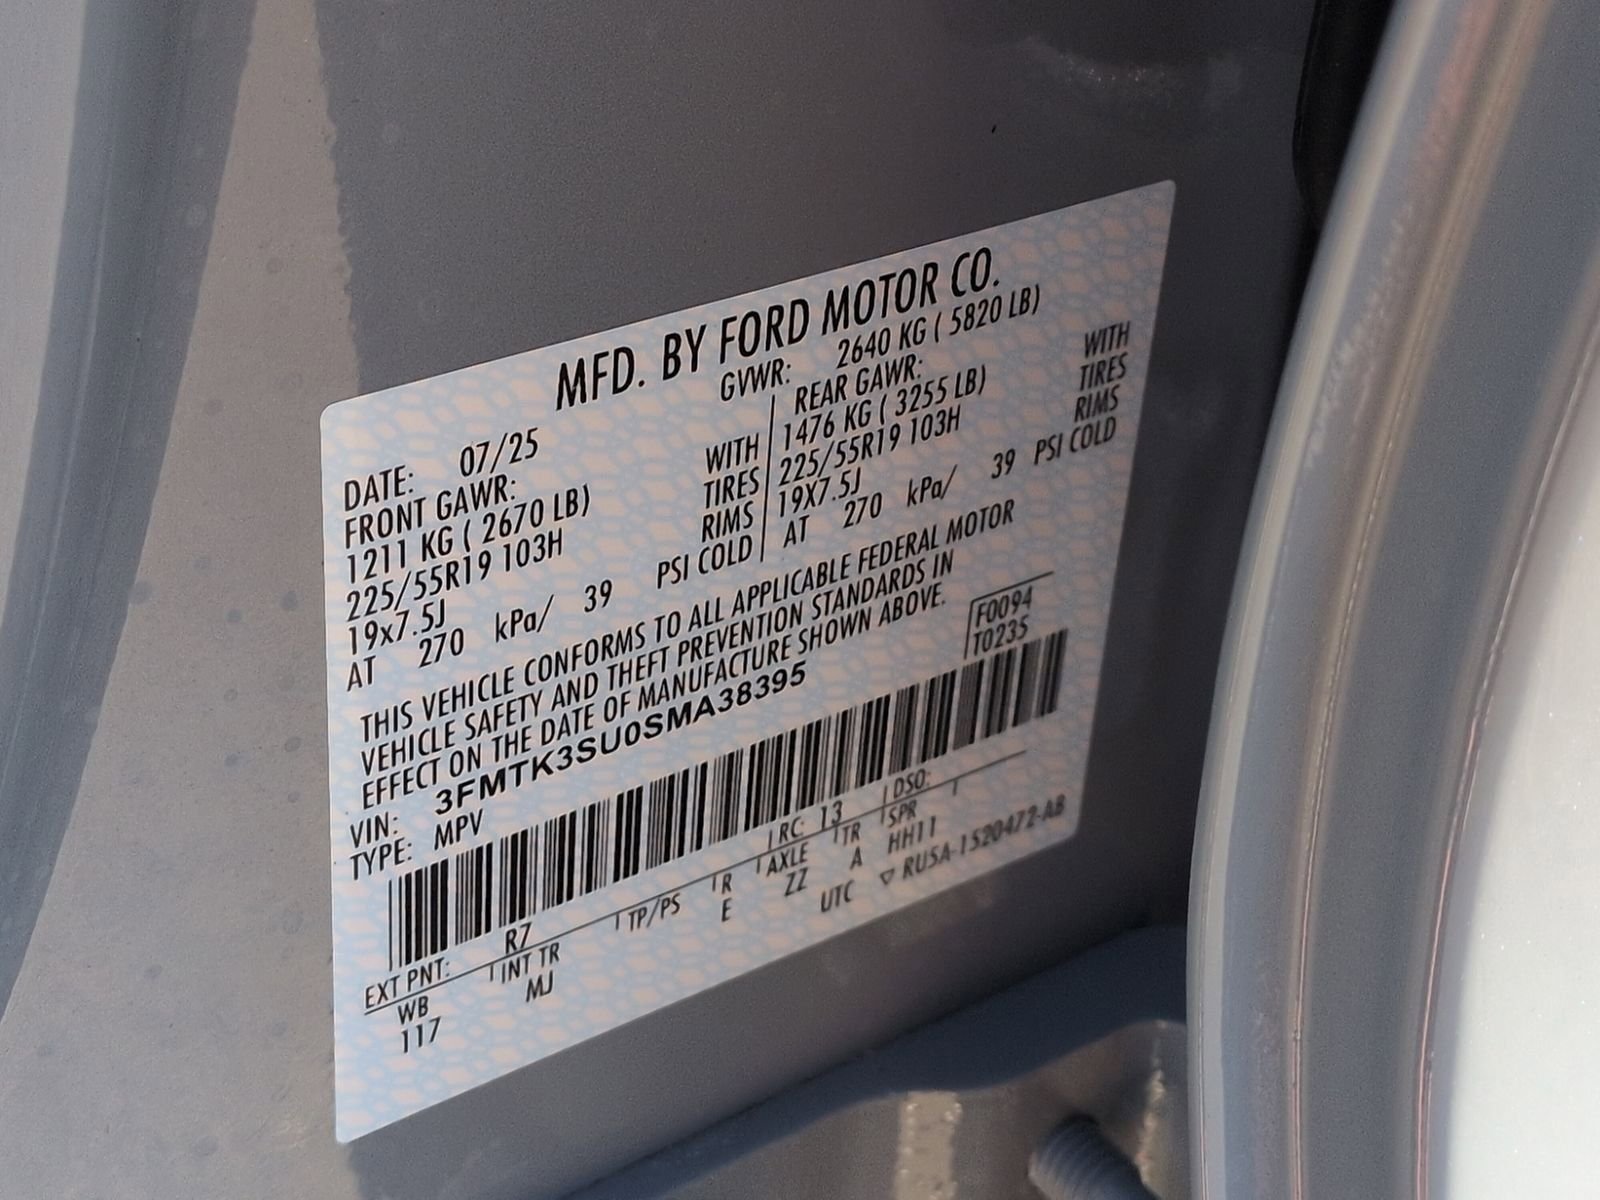 MFD. BY FORD MOTOR CO.
DATE: 07/25 GVWR: 2640 KG ( 5820 LB)
FRONT GAWR: WITH REAR GAWR: WITH
1211 KG ( 2670 LB) TIRES 1476 KG ( 3255 LB) TIRES
225/55R19 103H RIMS 225/55R19 103H RIMS
19x7.5J 19X7.5J
AT 270 kPa/ 39 PSI COLD AT 270 kPa/ 39 PSI COLD
THIS VEHICLE CONFORMS TO ALL APPLICABLE FEDERAL MOTOR
VEHICLE SAFETY AND THEFT PREVENTION STANDARDS IN
EFFECT ON THE DATE OF MANUFACTURE SHOWN ABOVE.
F0094
T0235
VIN: 3FMTK3SU0SMA38395
TYPE: MPV
EXT PNT: R7 RC: 13 DSO:
WB INT TR TP/PS R AXLE TR SPR
117 MJ E ZZ A HH11
UTC ▽ RU5A-1520472-AB